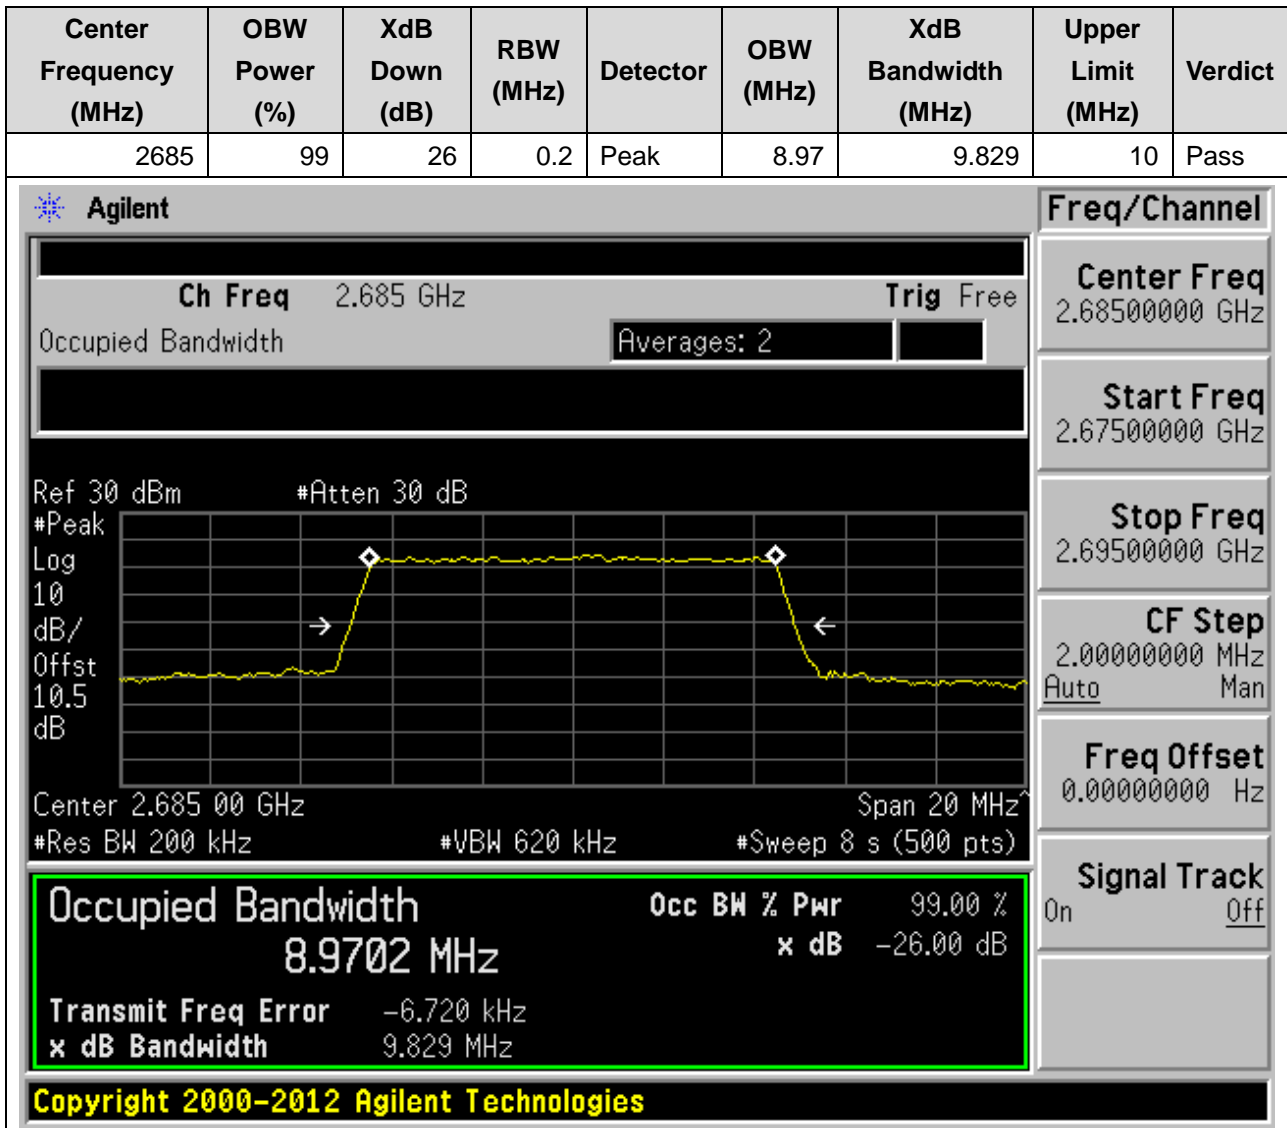 Center Frequency (MHz) OBW Power (%) XdB Down (dB) RBW (MHz) Detector OBW (MHz) XdB Bandwidth (MHz) Upper Limit (MHz) Verdict
2685 99 26 0.2 Peak 8.97 9.829 10 Pass
Agilent
Freq/Channel
Ch Freq 2.685 GHz Trig Free
Occupied Bandwidth Averages: 2
Center Freq
2.68500000 GHz
Start Freq
2.67500000 GHz
Stop Freq
2.69500000 GHz
CF Step
2.00000000 MHz
Auto Man
Freq Offset
0.00000000 Hz
Signal Track
On Off
Ref 30 dBm #Atten 30 dB
#Peak
Log
10
dB/
Offst
10.5
dB
Center 2.685 00 GHz Span 20 MHz^
#Res BW 200 kHz #VBW 620 kHz #Sweep 8 s (500 pts)
Occupied Bandwidth Occ BW % Pwr 99.00 %
8.9702 MHz x dB -26.00 dB
Transmit Freq Error -6.720 kHz
x dB Bandwidth 9.829 MHz
Copyright 2000-2012 Agilent Technologies